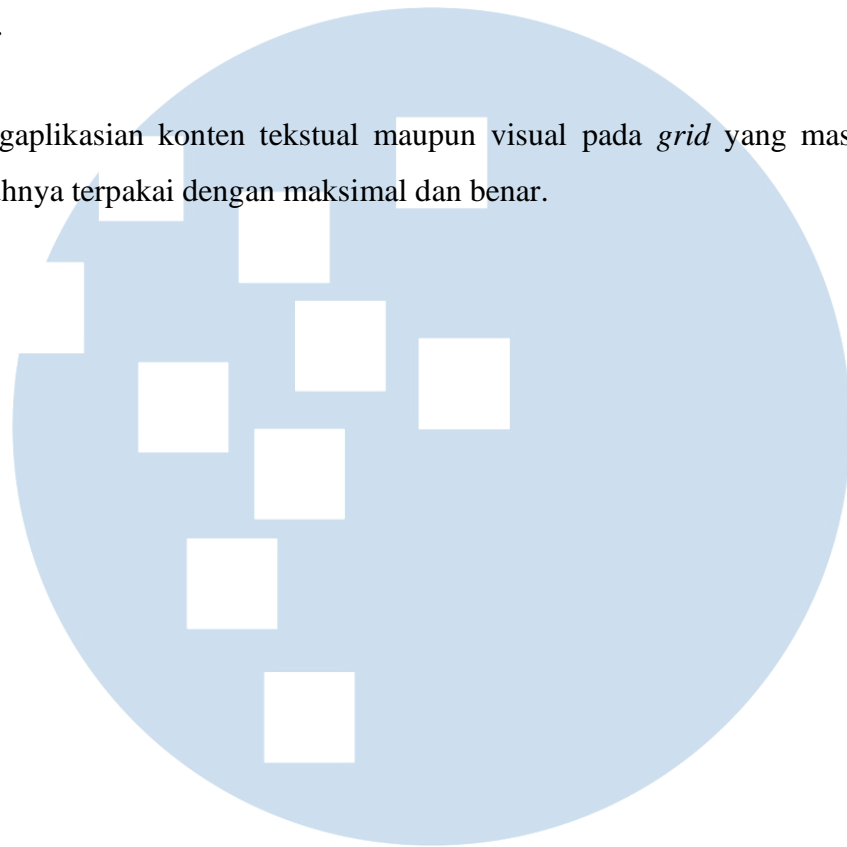 .
gaplikasian konten tekstual maupun visual pada grid yang mas
hnya terpakai dengan maksimal dan benar.